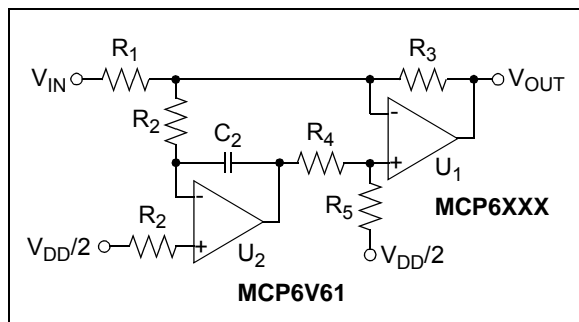 R1
R3
VIN
VOUT
R2
C2
R4
U1
R5
MCP6XXX
R2
VDD/2
U2
VDD/2
MCP6V61